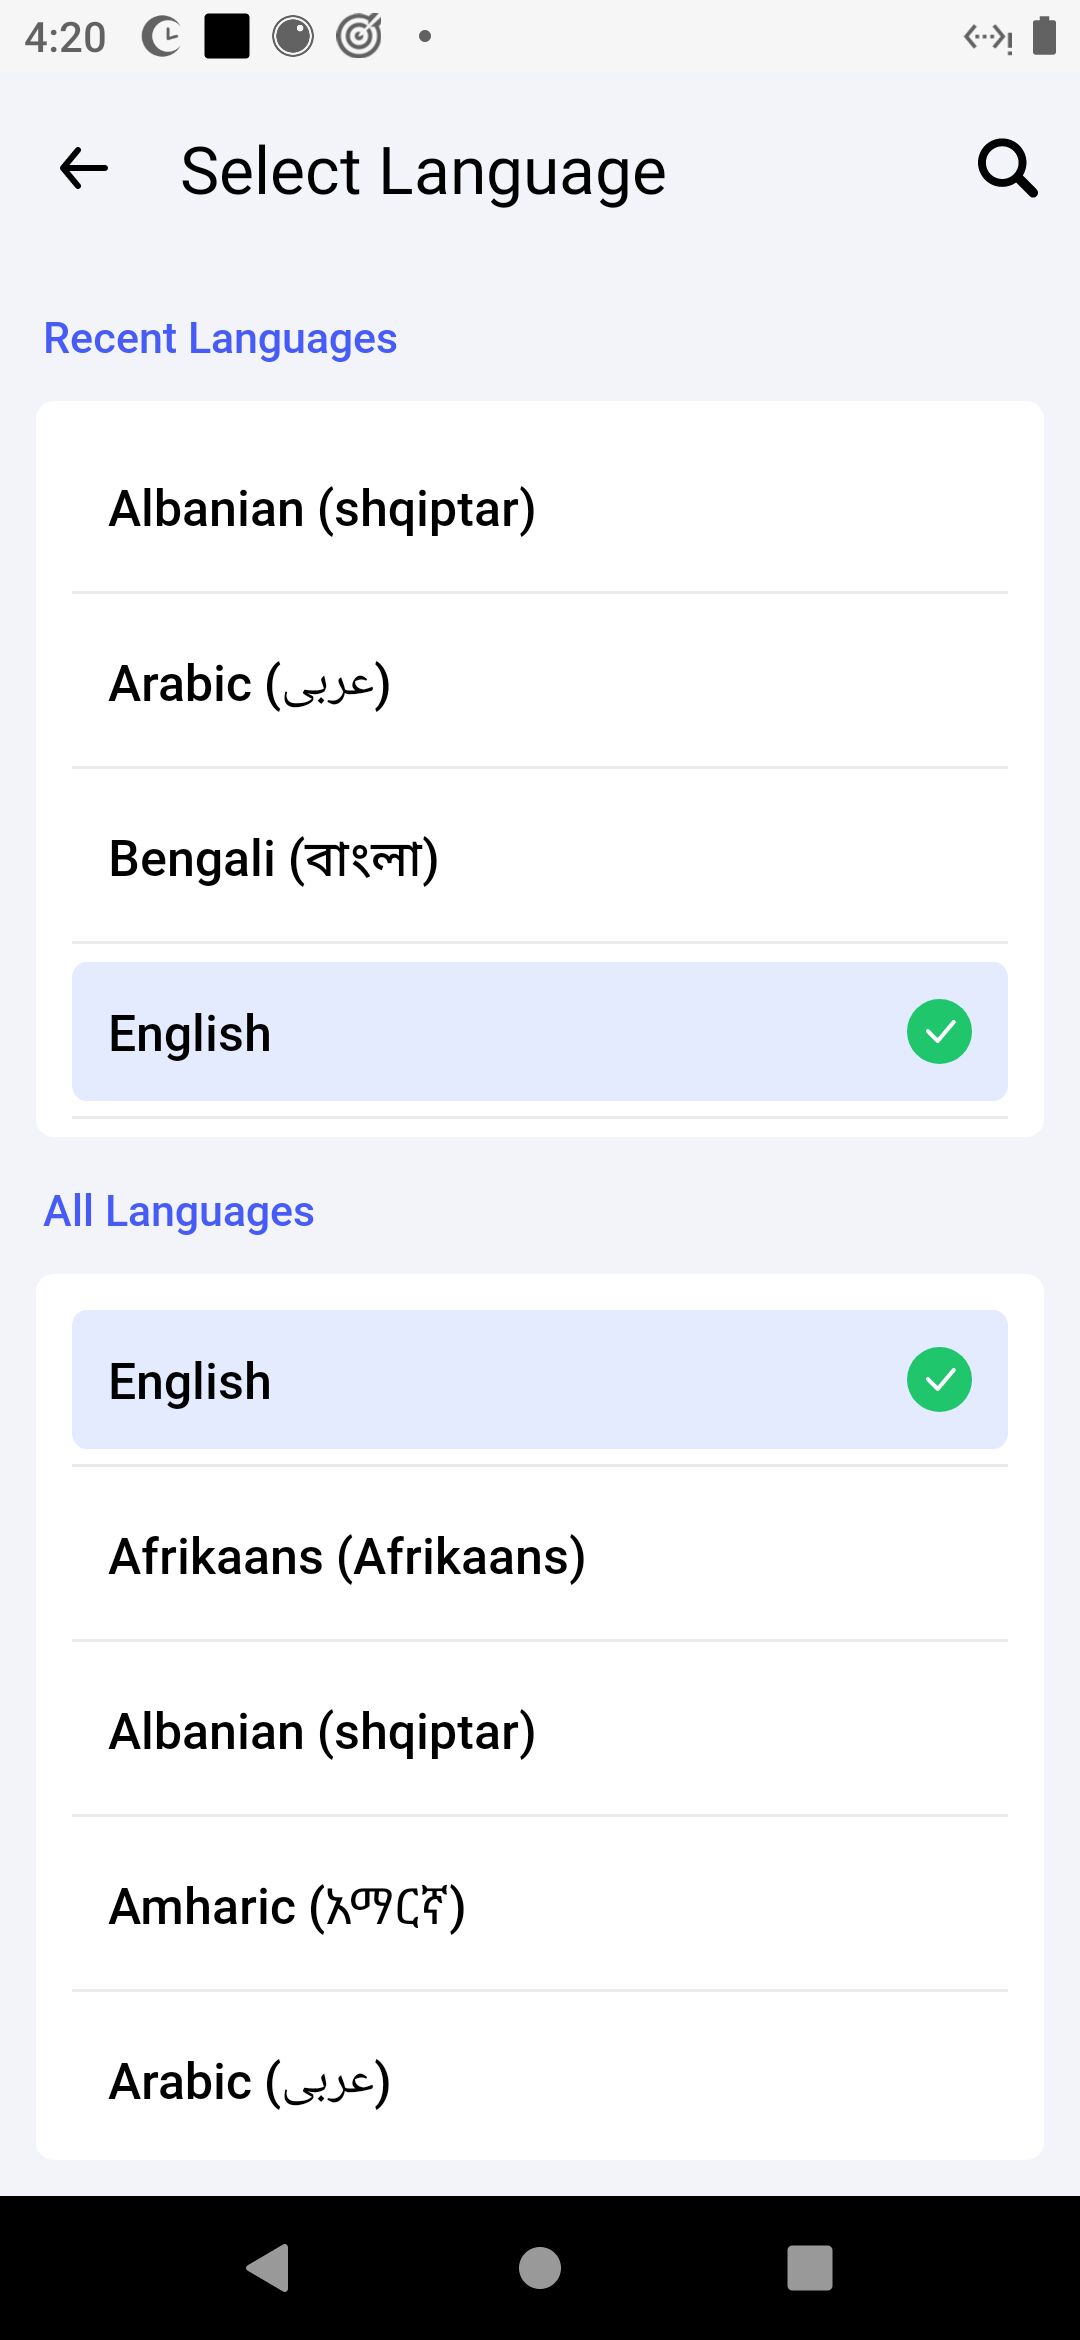 4:20
Select Language
Recent Languages
Albanian (shqiptar)
Arabic (عربى)
Bengali (বাংলা)
English
All Languages
English
Afrikaans (Afrikaans)
Albanian (shqiptar)
Amharic (አማርኛ)
Arabic (عربى)